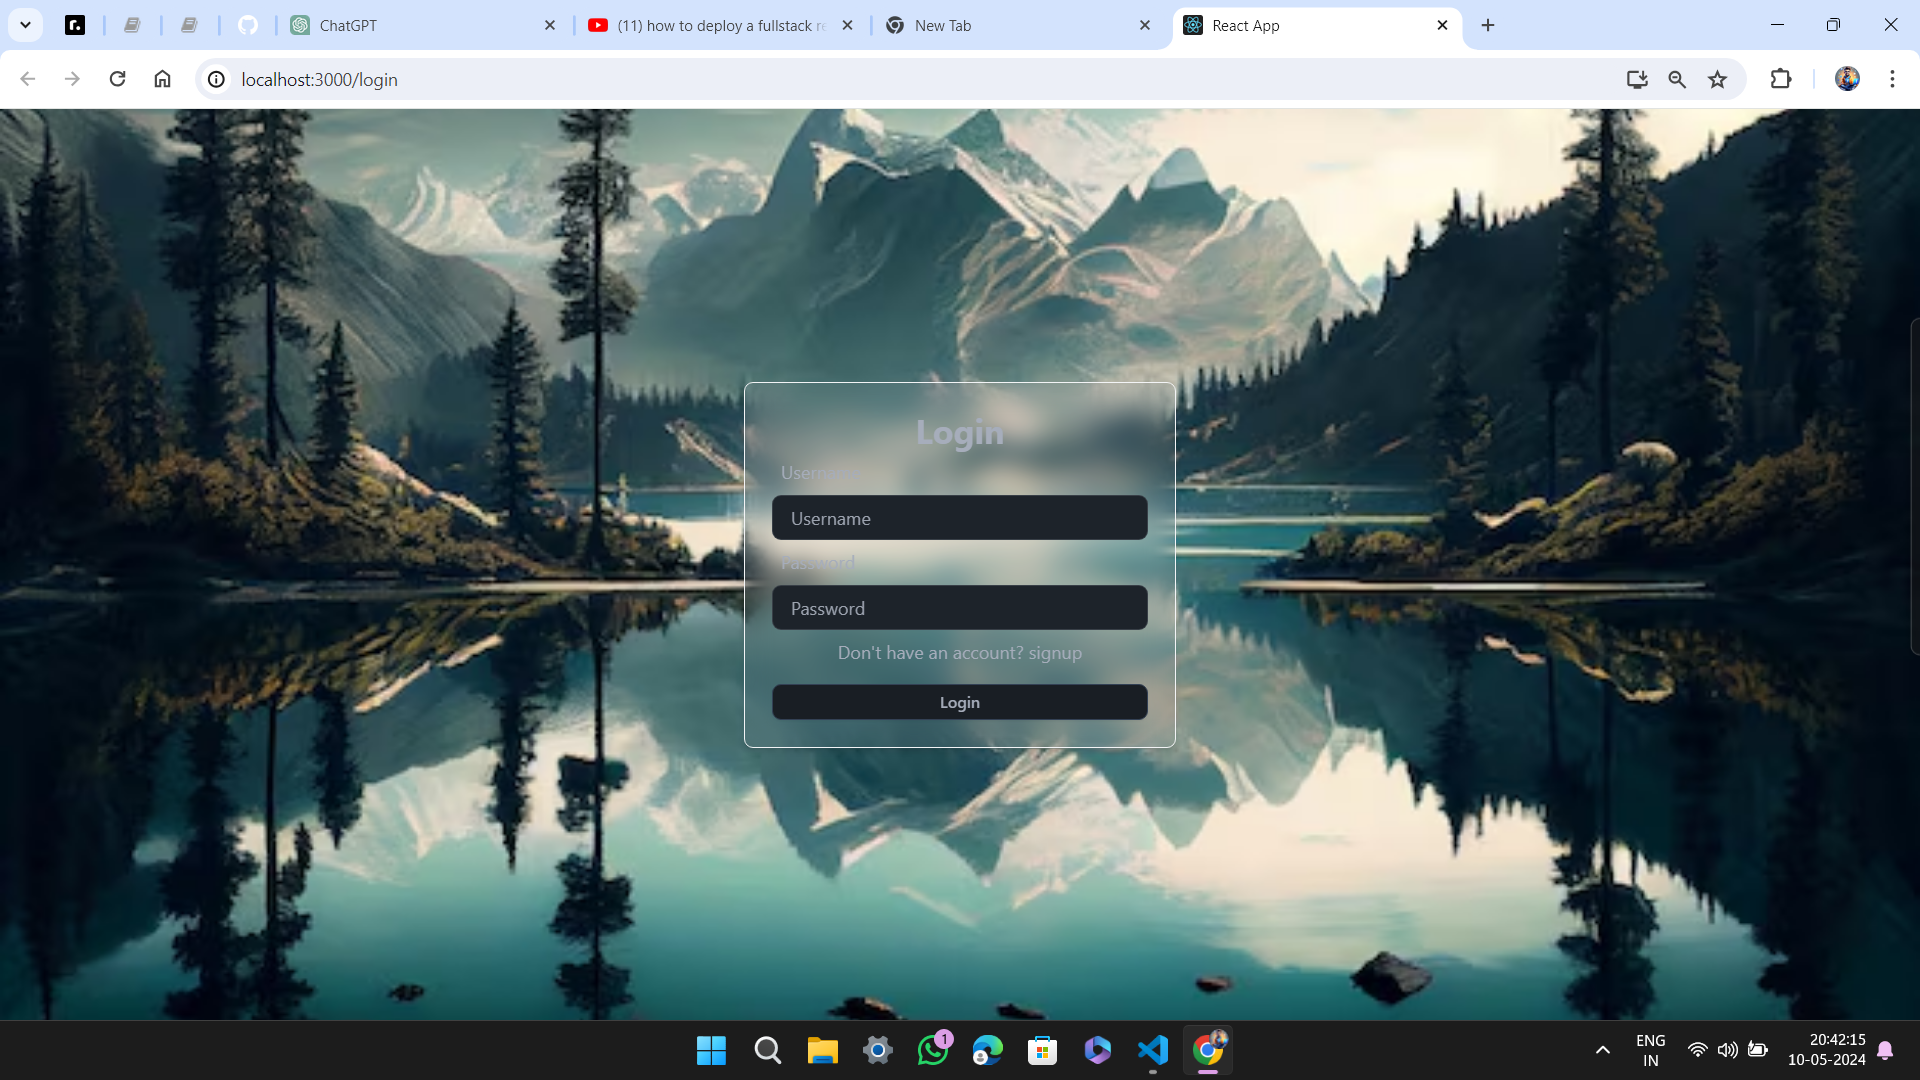 r.
ChatGPT
(11) how to deploy a fullstack re
New Tab
React App
localhost:3000/login
Login
Username
Username
Password
Password
Don't have an account? signup
Login
1
ENG
IN
20:42:15
10-05-2024